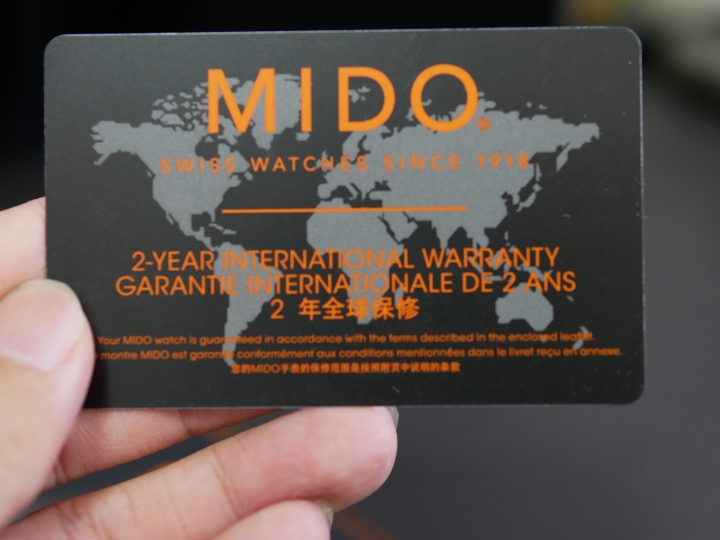 MIDO®
SWISS WATCHES SINCE 1918
2-YEAR INTERNATIONAL WARRANTY
GARANTIE INTERNATIONALE DE 2 ANS
2 年全球保修
Your MIDO watch is guaranteed in accordance with the terms described in the enclosed leaflet.
montre MIDO est garantie conformément aux conditions mentionnées dans le livret reçu en annexe.
您的MIDO手表的保修范围是按照附页中说明的条款